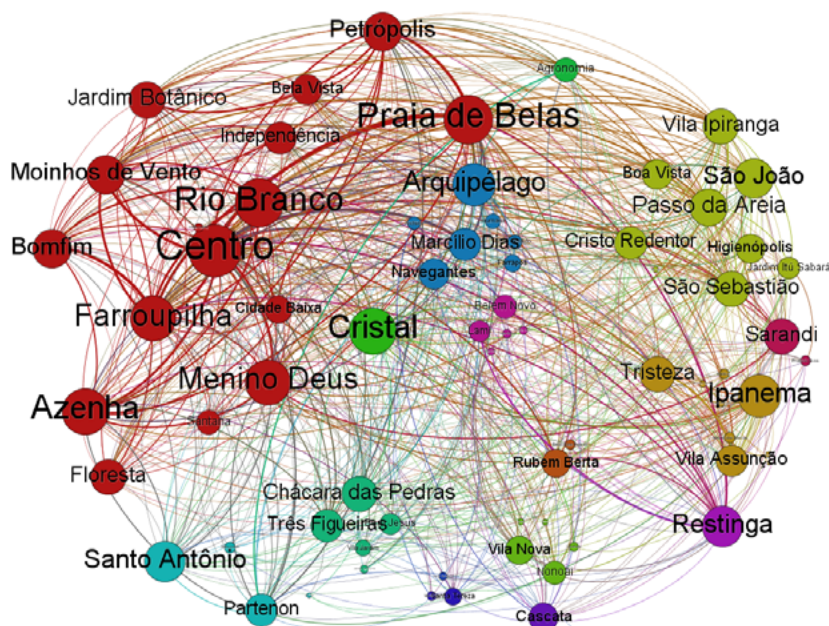 Petrópolis
Agronomia
Jardim Botânico
Bela Vista
Praia de Belas
Independência
Vila Ipiranga
Moinhos de Vento
Boa Vista
São João
Arquipélago
Rio Branco
Passo da Areia
Bomfim
Centro
Marcílio Dias
Cristo Redentor
Higienópolis
Navegantes
Jardim Itú Sabará
São Sebastião
Belém Novo
Cidade Baixa
Farroupilha
Cristal
Lami
Sarandi
Tristeza
Menino Deus
Ipanema
Azenha
Santana
Floresta
Rubem Berta
Vila Assunção
Chácara das Pedras
Três Figueiras
Restinga
Santo Antônio
Vila Nova
Nonoai
Partenon
Cascata